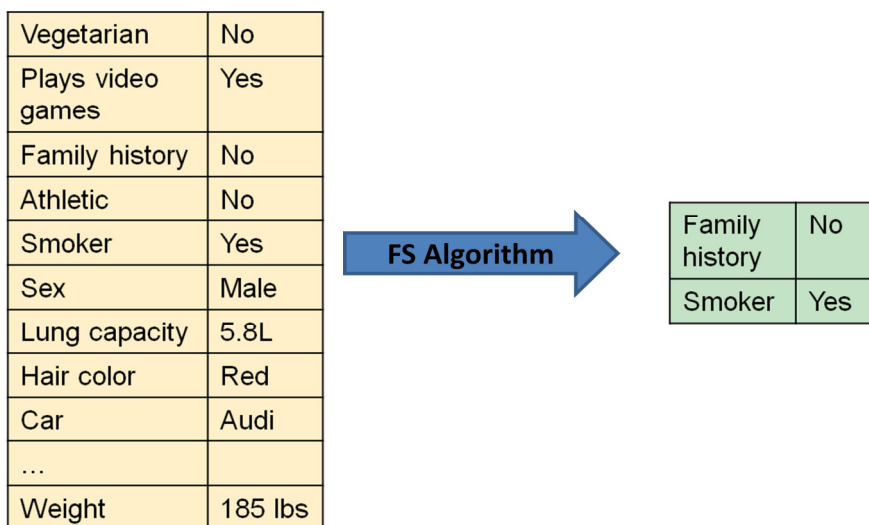 Vegetarian No
Plays video Yes
games
Family history No
Athletic No
Smoker Yes
Sex Male
Lung capacity 5.8L
Hair color Red
Car Audi
...
Weight 185 lbs
FS Algorithm
Family No
history
Smoker Yes